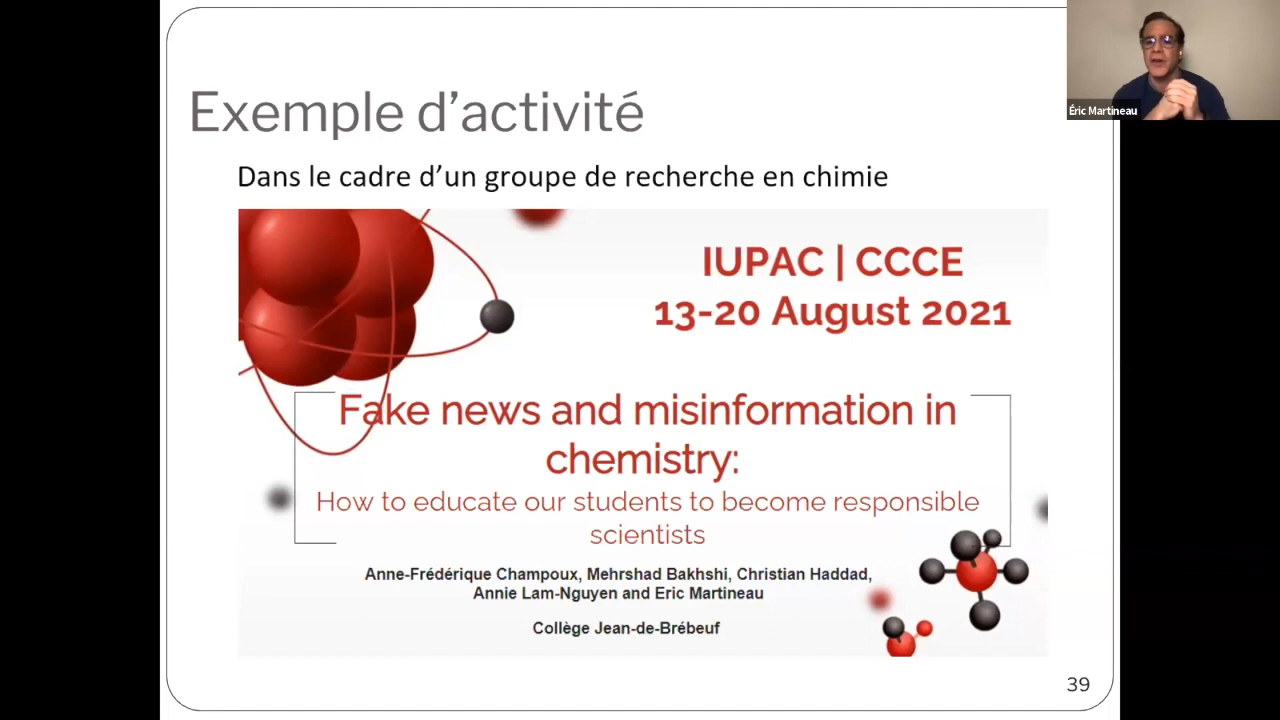 Exemple d’activité
Dans le cadre d’un groupe de recherche en chimie
IUPAC | CCCE
13-20 August 2021
Fake news and misinformation in
chemistry:
How to educate our students to become responsible
scientists
Anne-Frédérique Champoux, Mehrshad Bakhshi, Christian Haddad,
Annie Lam-Nguyen and Eric Martineau
Collège Jean-de-Brébeuf
39
Éric Martineau